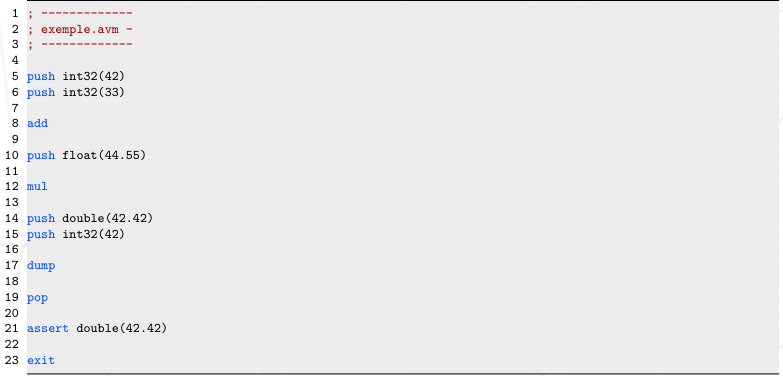 1 ; -------------
2 ; exemple.avm -
3 ; -------------
4
5 push int32(42)
6 push int32(33)
7
8 add
9
10 push float(44.55)
11
12 mul
13
14 push double(42.42)
15 push int32(42)
16
17 dump
18
19 pop
20
21 assert double(42.42)
22
23 exit